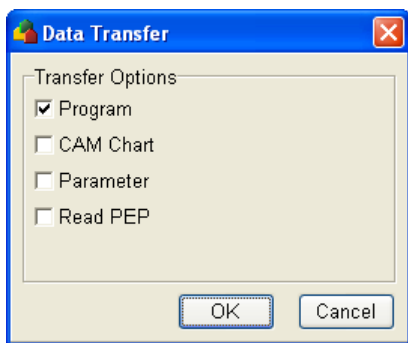 Data Transfer
Transfer Options
Program
CAM Chart
Parameter
Read PEP
OK Cancel